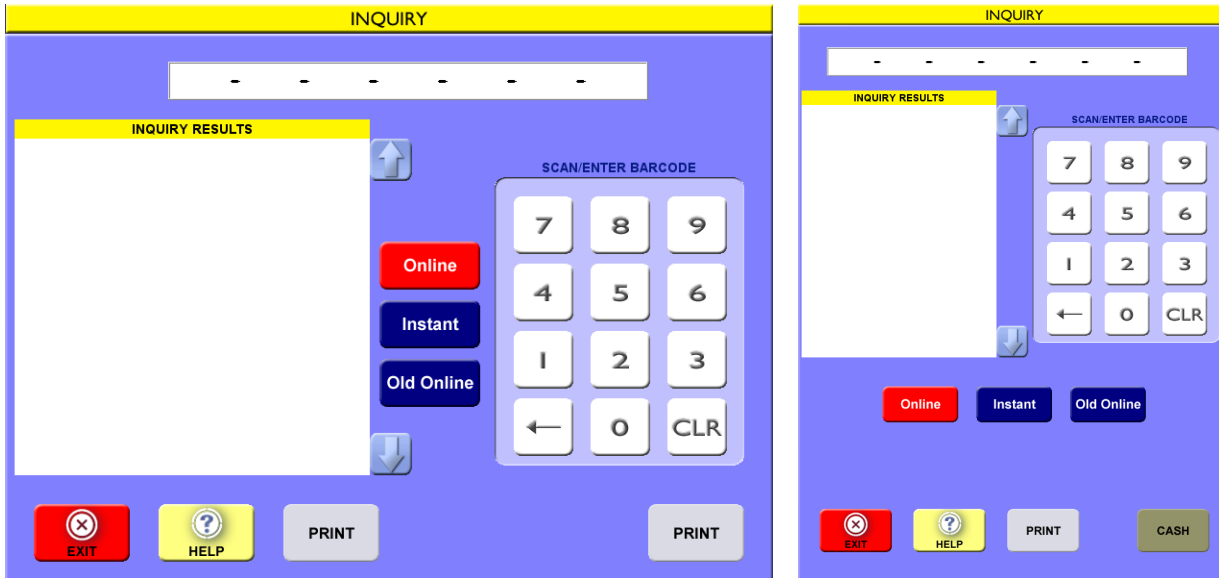 INQUIRY
- - - - - -
INQUIRY RESULTS
SCAN/ENTER BARCODE
7 8 9
Online
4 5 6
Instant
1 2 3
Old Online
← 0 CLR
EXIT
HELP
PRINT
PRINT
INQUIRY
- - - - - -
INQUIRY RESULTS
SCAN/ENTER BARCODE
7 8 9
4 5 6
1 2 3
← 0 CLR
Online Instant Old Online
EXIT
HELP
PRINT
CASH